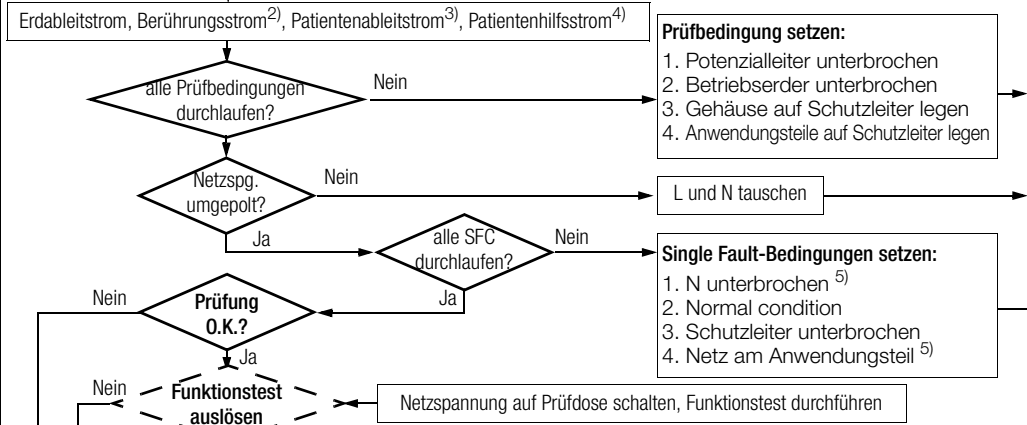 Erdableitstrom, Berührungsstrom2), Patientenableitstrom3), Patientenhilfsstrom4)
Prüfbedingung setzen:
1. Potenzialleiter unterbrochen
2. Betriebserder unterbrochen
3. Gehäuse auf Schutzleiter legen
4. Anwendungsteile auf Schutzleiter legen
alle Prüfbedingungen
durchlaufen?
Nein
Netzspg.
umgepolt?
Nein
L und N tauschen
Ja
alle SFC
durchlaufen?
Nein
Single Fault-Bedingungen setzen:
1. N unterbrochen 5)
2. Normal condition
3. Schutzleiter unterbrochen
4. Netz am Anwendungsteil 5)
Ja
Nein
Prüfung
O.K.?
Ja
Nein
Funktionstest
auslösen
Netzspannung auf Prüfdose schalten, Funktionstest durchführen